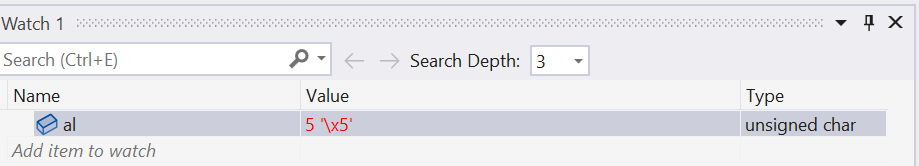 Watch 1
Search (Ctrl+E) Search Depth: 3
Name Value Type
al 5 '\x5' unsigned char
Add item to watch